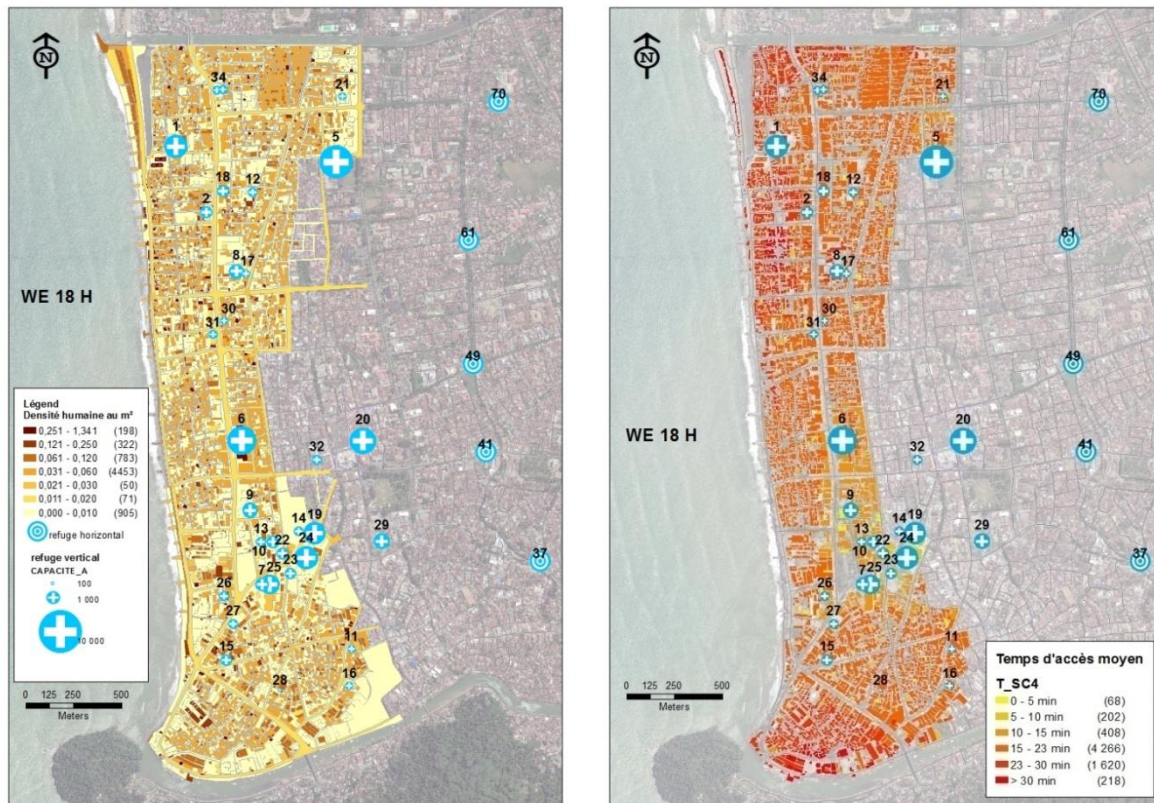 N
34
21
70
1
5
18
12
2
61
8
17
WE 18 H
30
31
49
6
20
32
41
9
14
19
13
22
29
10
24
23
37
7
25
26
27
15
11
16
28
Légend
Densité humaine au m²
0,251 - 1,341 (198)
0,121 - 0,250 (322)
0,061 - 0,120 (783)
0,031 - 0,060 (4453)
0,021 - 0,030 (50)
0,011 - 0,020 (71)
0,000 - 0,010 (905)
refuge horizontal
refuge vertical
CAPACITE_A
100
1 000
10 000
0 125 250 500
Meters
N
34
21
70
1
5
18
12
2
61
8
17
30
31
49
6
20
WE 18 H
32
41
9
14
19
13
22
29
10
24
23
37
7
25
26
27
15
11
16
28
Temps d'accès moyen
T_SC4
0 - 5 min (68)
5 - 10 min (202)
10 - 15 min (408)
15 - 23 min (4 266)
23 - 30 min (1 620)
> 30 min (218)
0 125 250 500
Meters